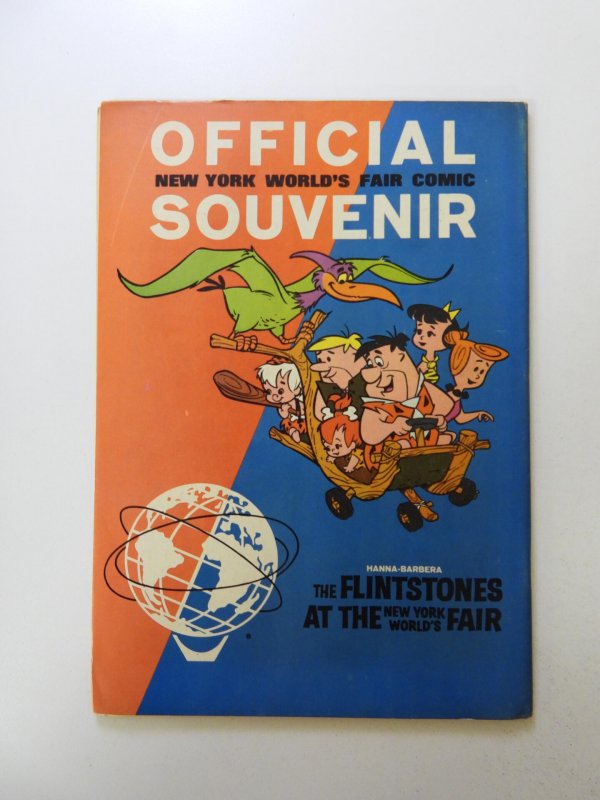 OFFICIAL
NEW YORK WORLD'S FAIR COMIC
SOUVENIR
HANNA-BARBERA
THE FLINTSTONES
AT THE NEW YORK WORLD'S FAIR
®